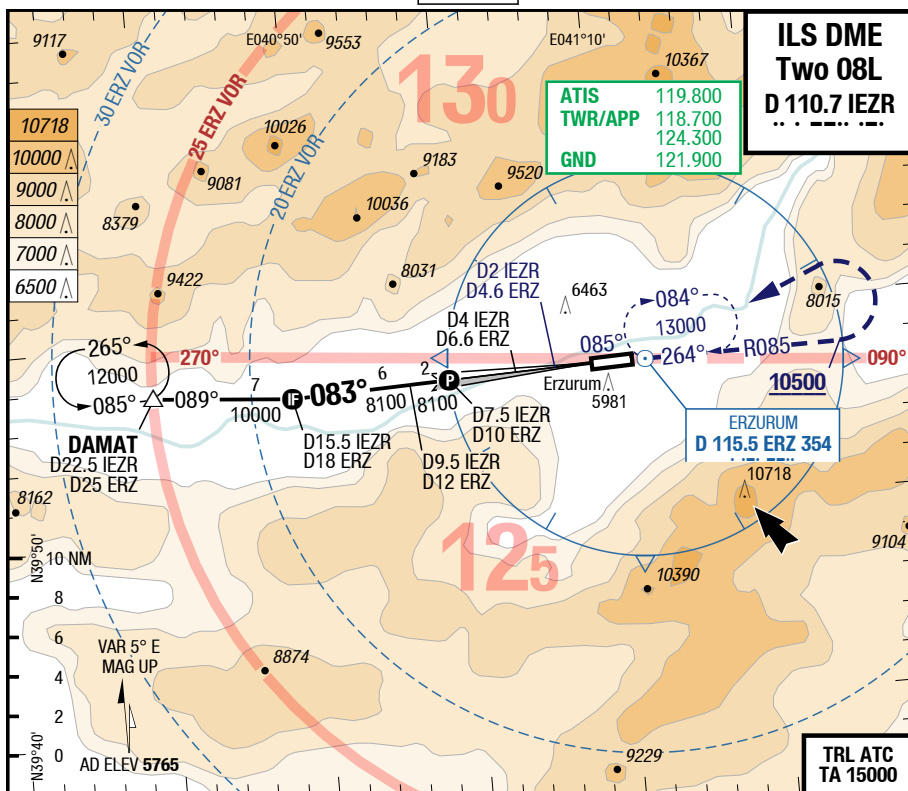 ILS DME
Two 08L
D 110.7 IEZR
ATIS 119.800
TWR/APP 118.700
124.300
GND 121.900
9117
E040°50'
9553
E041°10'
10367
30 ERZ VOR
25 ERZ VOR
20 ERZ VOR
130
10718
10000
9000
8000
7000
6500
10026
9081
9183
9520
8379
10036
9422
8031
6463
8015
D2 IEZR
D4.6 ERZ
D4 IEZR
D6.6 ERZ
084°
13000
085°
264°
R085
090°
10500
270°
265°
12000
085°
089°
7
10000
IF
083°
6
8100
2
8100
P
Erzurum
5981
DAMAT
D22.5 IEZR
D25 ERZ
D15.5 IEZR
D18 ERZ
D9.5 IEZR
D12 ERZ
D7.5 IEZR
D10 ERZ
ERZURUM
D 115.5 ERZ 354
10718
8162
9104
125
10390
N39°50'
10 NM
8
6
4
2
0
N39°40'
VAR 5° E
MAG UP
8874
AD ELEV 5765
9229
TRL ATC
TA 15000